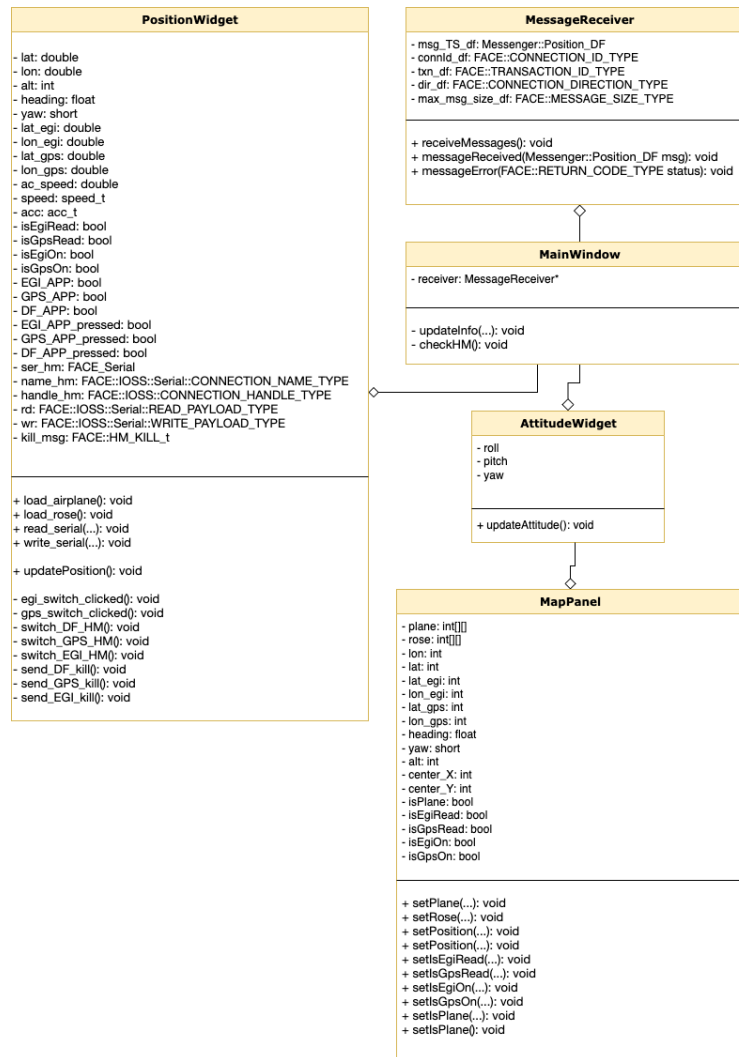 PositionWidget
- lat: double
- lon: double
- alt: int
- heading: float
- yaw: short
- lat_egi: double
- lon_egi: double
- lat_gps: double
- lon_gps: double
- ac_speed: double
- speed: speed_t
- acc: acc_t
- isEgiRead: bool
- isGpsRead: bool
- isEgiOn: bool
- isGpsOn: bool
- EGI_APP: bool
- GPS_APP: bool
- DF_APP: bool
- EGI_APP_pressed: bool
- GPS_APP_pressed: bool
- DF_APP_pressed: bool
- ser_hm: FACE_Serial
- name_hm: FACE::IOSS::Serial::CONNECTION_NAME_TYPE
- handle_hm: FACE::IOSS::CONNECTION_HANDLE_TYPE
- rd: FACE::IOSS::Serial::READ_PAYLOAD_TYPE
- wr: FACE::IOSS::Serial::WRITE_PAYLOAD_TYPE
- kill_msg: FACE::HM_KILL_t
+ load_airplane(): void
+ load_rose(): void
+ read_serial(...): void
+ write_serial(...): void
+ updatePosition(): void
- egi_switch_clicked(): void
- gps_switch_clicked(): void
- switch_DF_HM(): void
- switch_GPS_HM(): void
- switch_EGI_HM(): void
- send_DF_kill(): void
- send_GPS_kill(): void
- send_EGI_kill(): void
MessageReceiver
- msg_TS_df: Messenger::Position_DF
- connId_df: FACE::CONNECTION_ID_TYPE
- txn_df: FACE::TRANSACTION_ID_TYPE
- dir_df: FACE::CONNECTION_DIRECTION_TYPE
- max_msg_size_df: FACE::MESSAGE_SIZE_TYPE
+ receiveMessages(): void
+ messageReceived(Messenger::Position_DF msg): void
+ messageError(FACE::RETURN_CODE_TYPE status): void
MainWindow
- receiver: MessageReceiver*
- updateInfo(...): void
- checkHM(): void
AttitudeWidget
- roll
- pitch
- yaw
+ updateAttitude(): void
MapPanel
- plane: int[][]
- rose: int[][]
- lon: int
- lat: int
- lat_egi: int
- lon_egi: int
- lat_gps: int
- lon_gps: int
- heading: float
- yaw: short
- alt: int
- center_X: int
- center_Y: int
- isPlane: bool
- isEgiRead: bool
- isGpsRead: bool
- isEgiOn: bool
- isGpsOn: bool
+ setPlane(...): void
+ setRose(...): void
+ setPosition(...): void
+ setPosition(...): void
+ setIsEgiRead(...): void
+ setIsGpsRead(...): void
+ setIsEgiOn(...): void
+ setIsGpsOn(...): void
+ setIsPlane(...): void
+ setIsPlane(): void